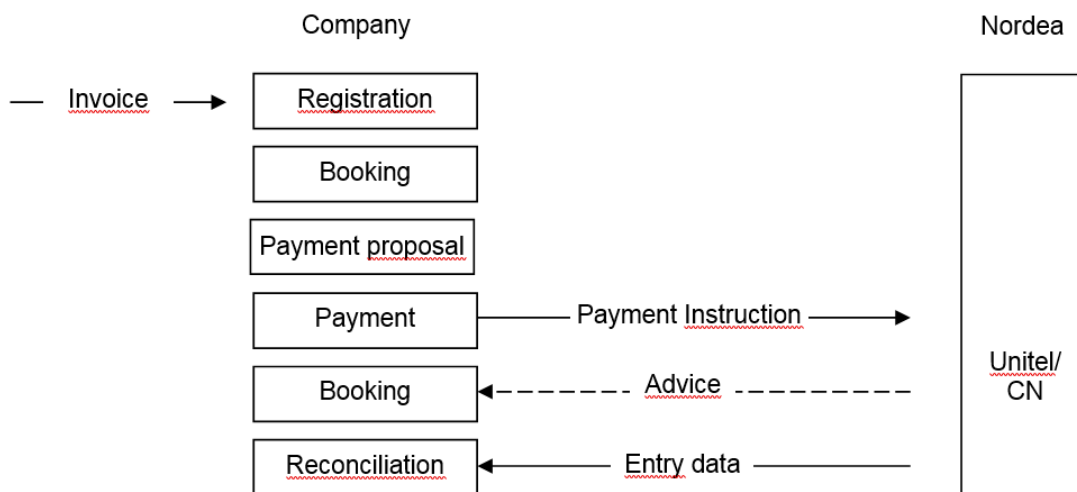 Company
Nordea
Invoice
Registration
Booking
Payment proposal
Payment
Payment Instruction
Booking
Advice
Unitel/
CN
Reconciliation
Entry data